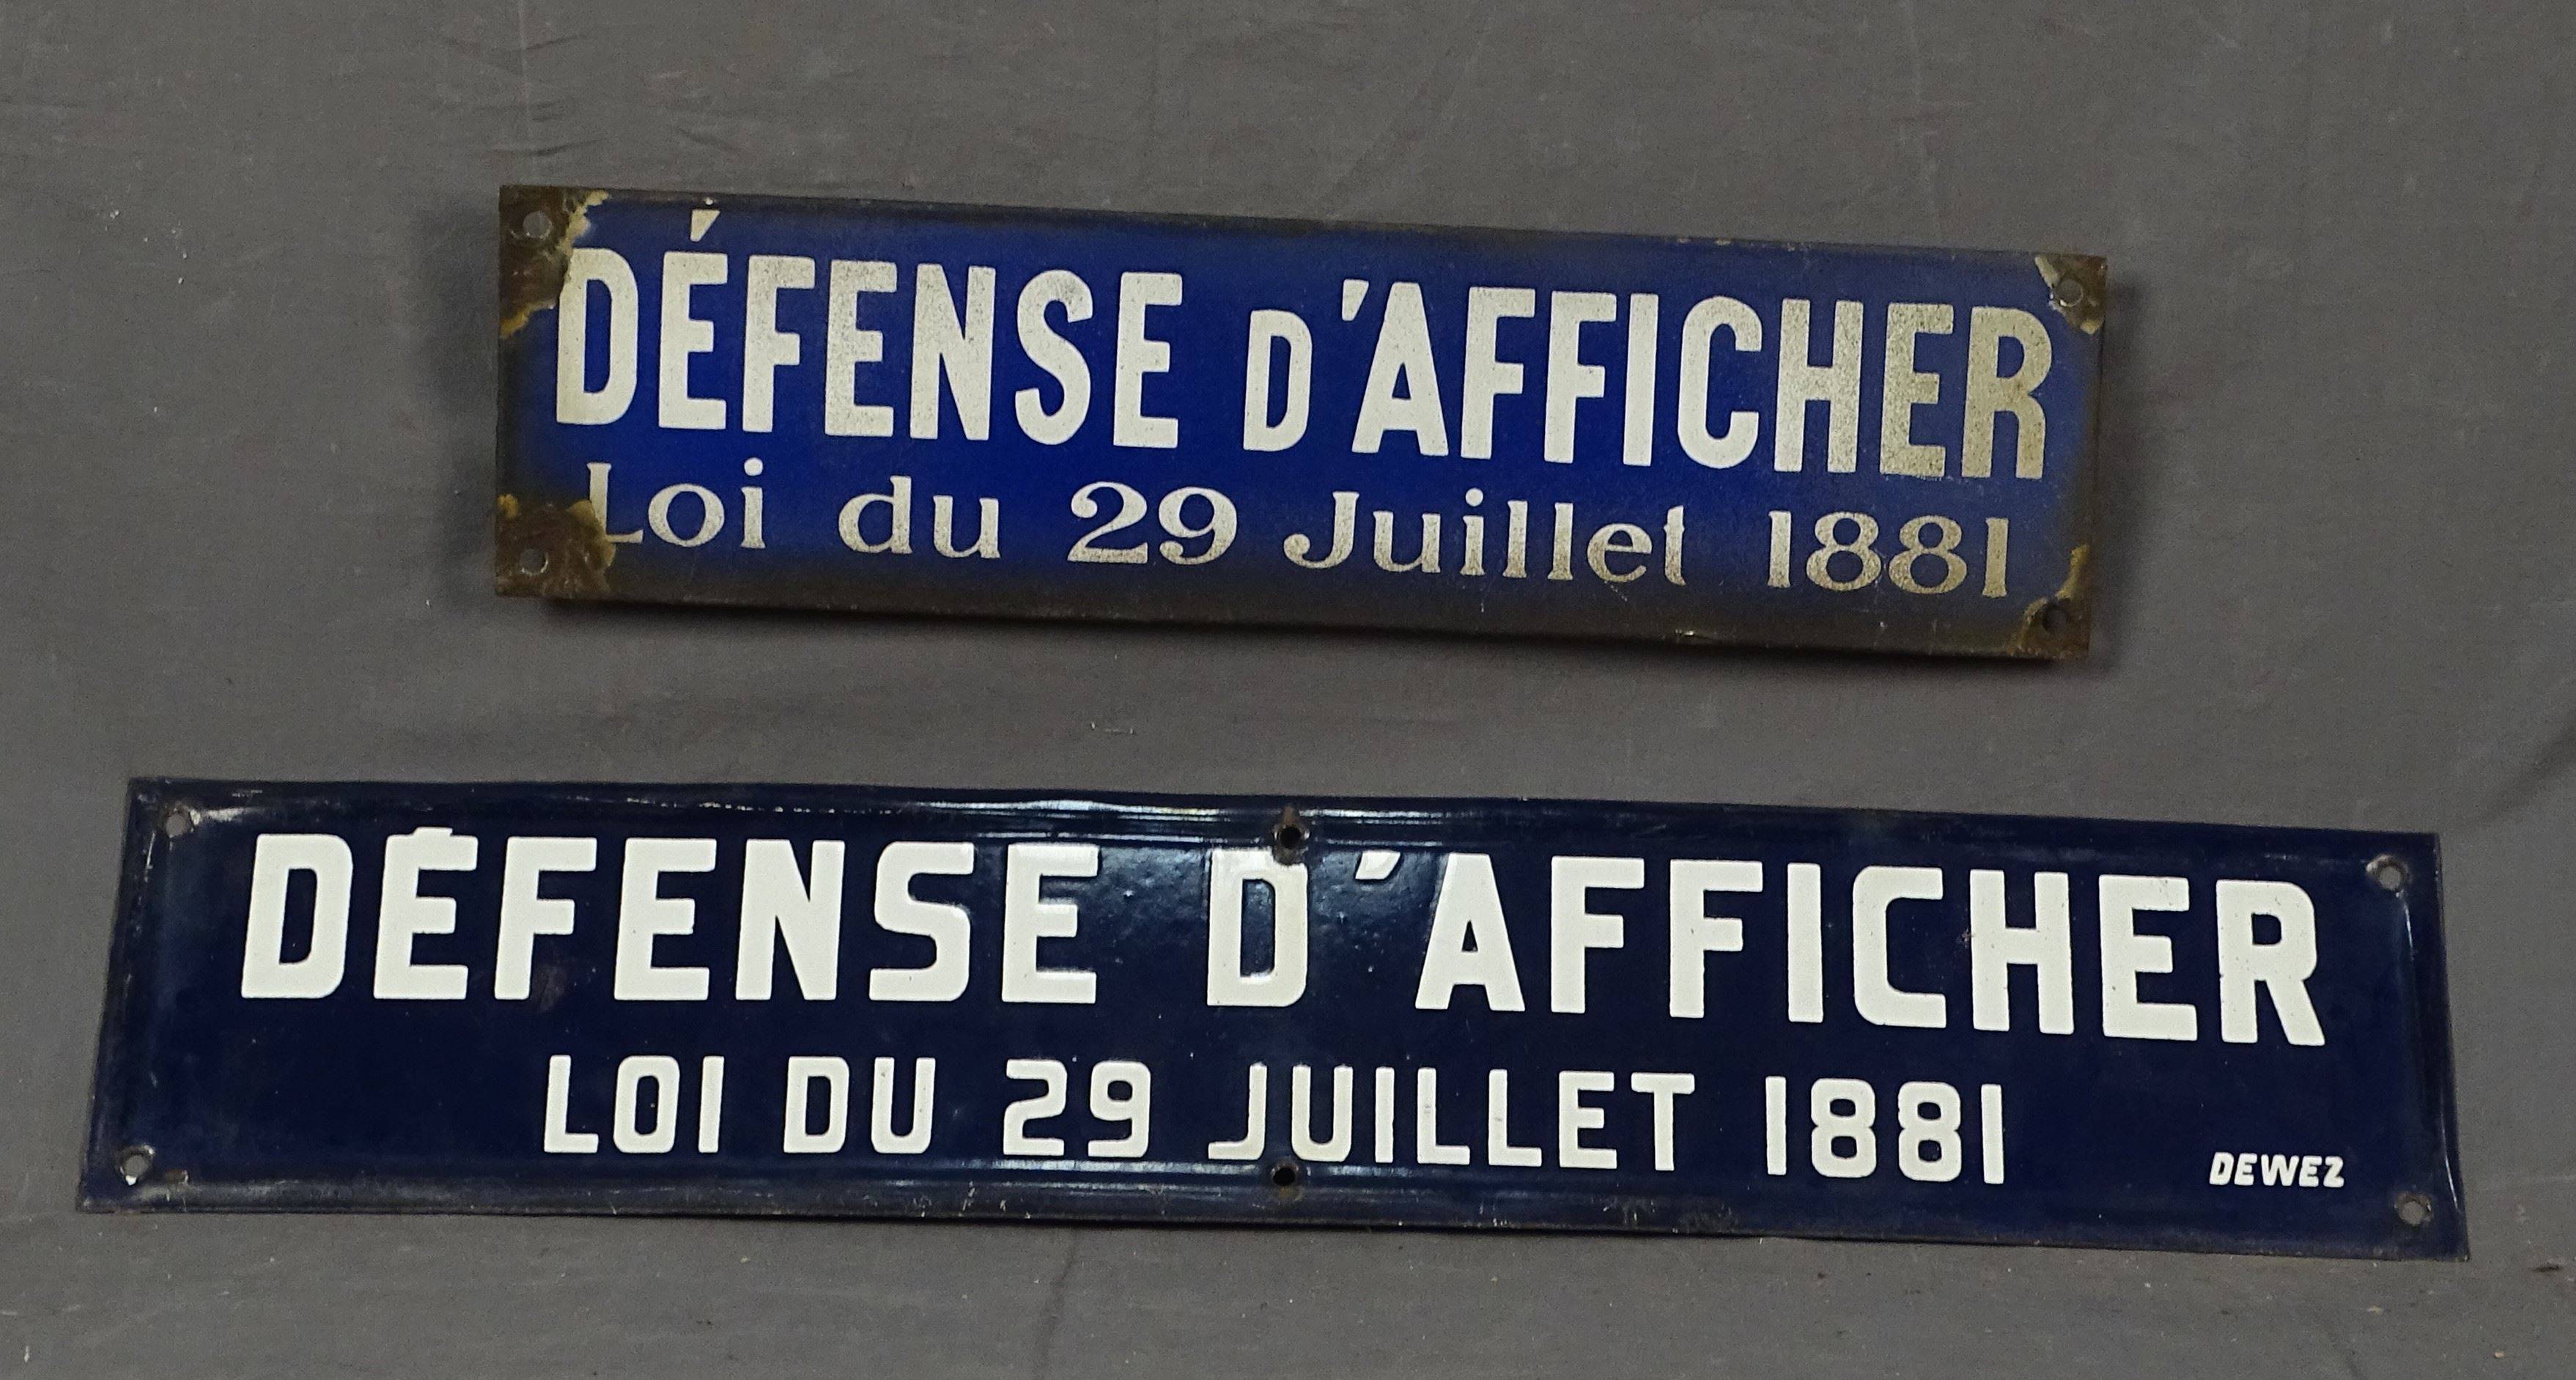 DÉFENSE D'AFFICHER
Loi du 29 Juillet 1881
DÉFENSE D'AFFICHER
LOI DU 29 JUILLET 1881
DEWEZ